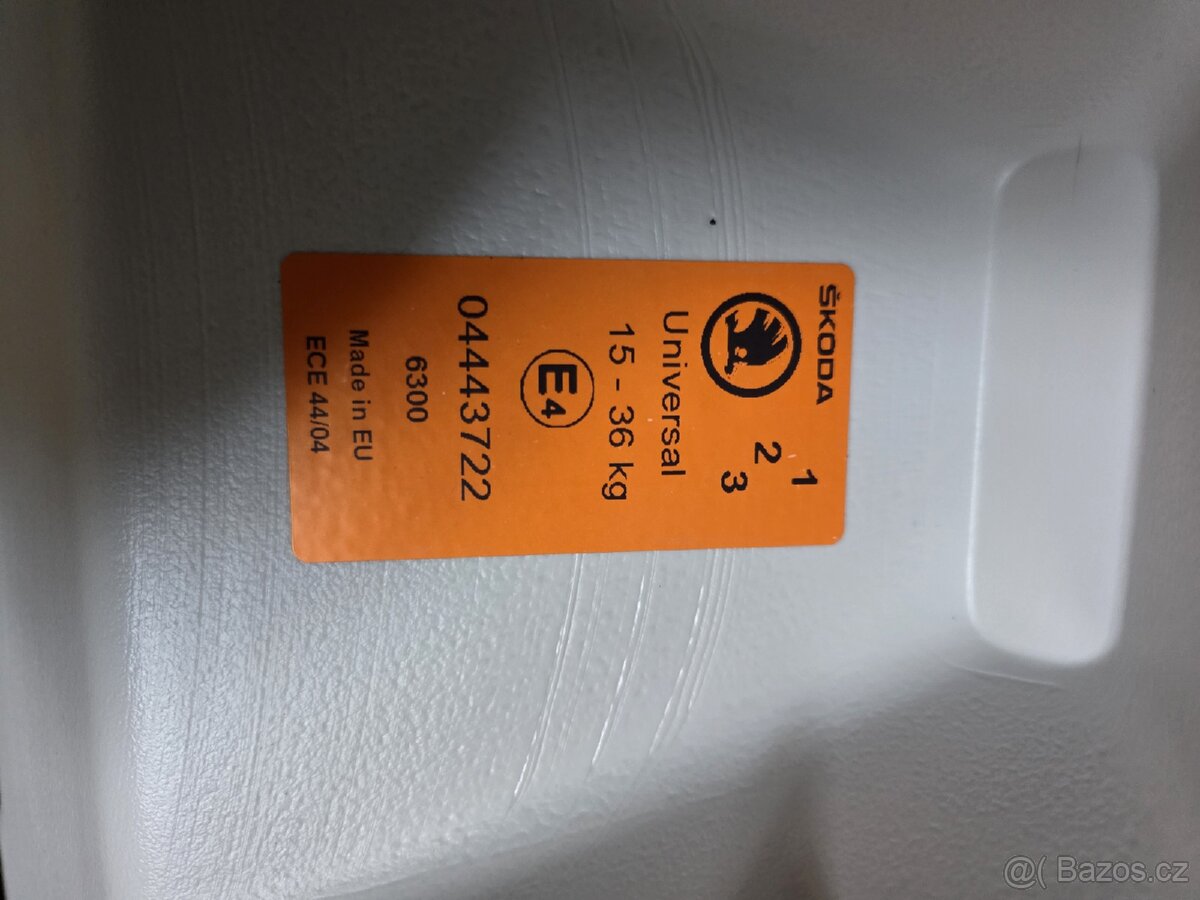 ŠKODA
1
2
3
Universal
15 - 36 kg
E4
04443722
6300
Made in EU
ECE 44/04
@( Bazos.cz